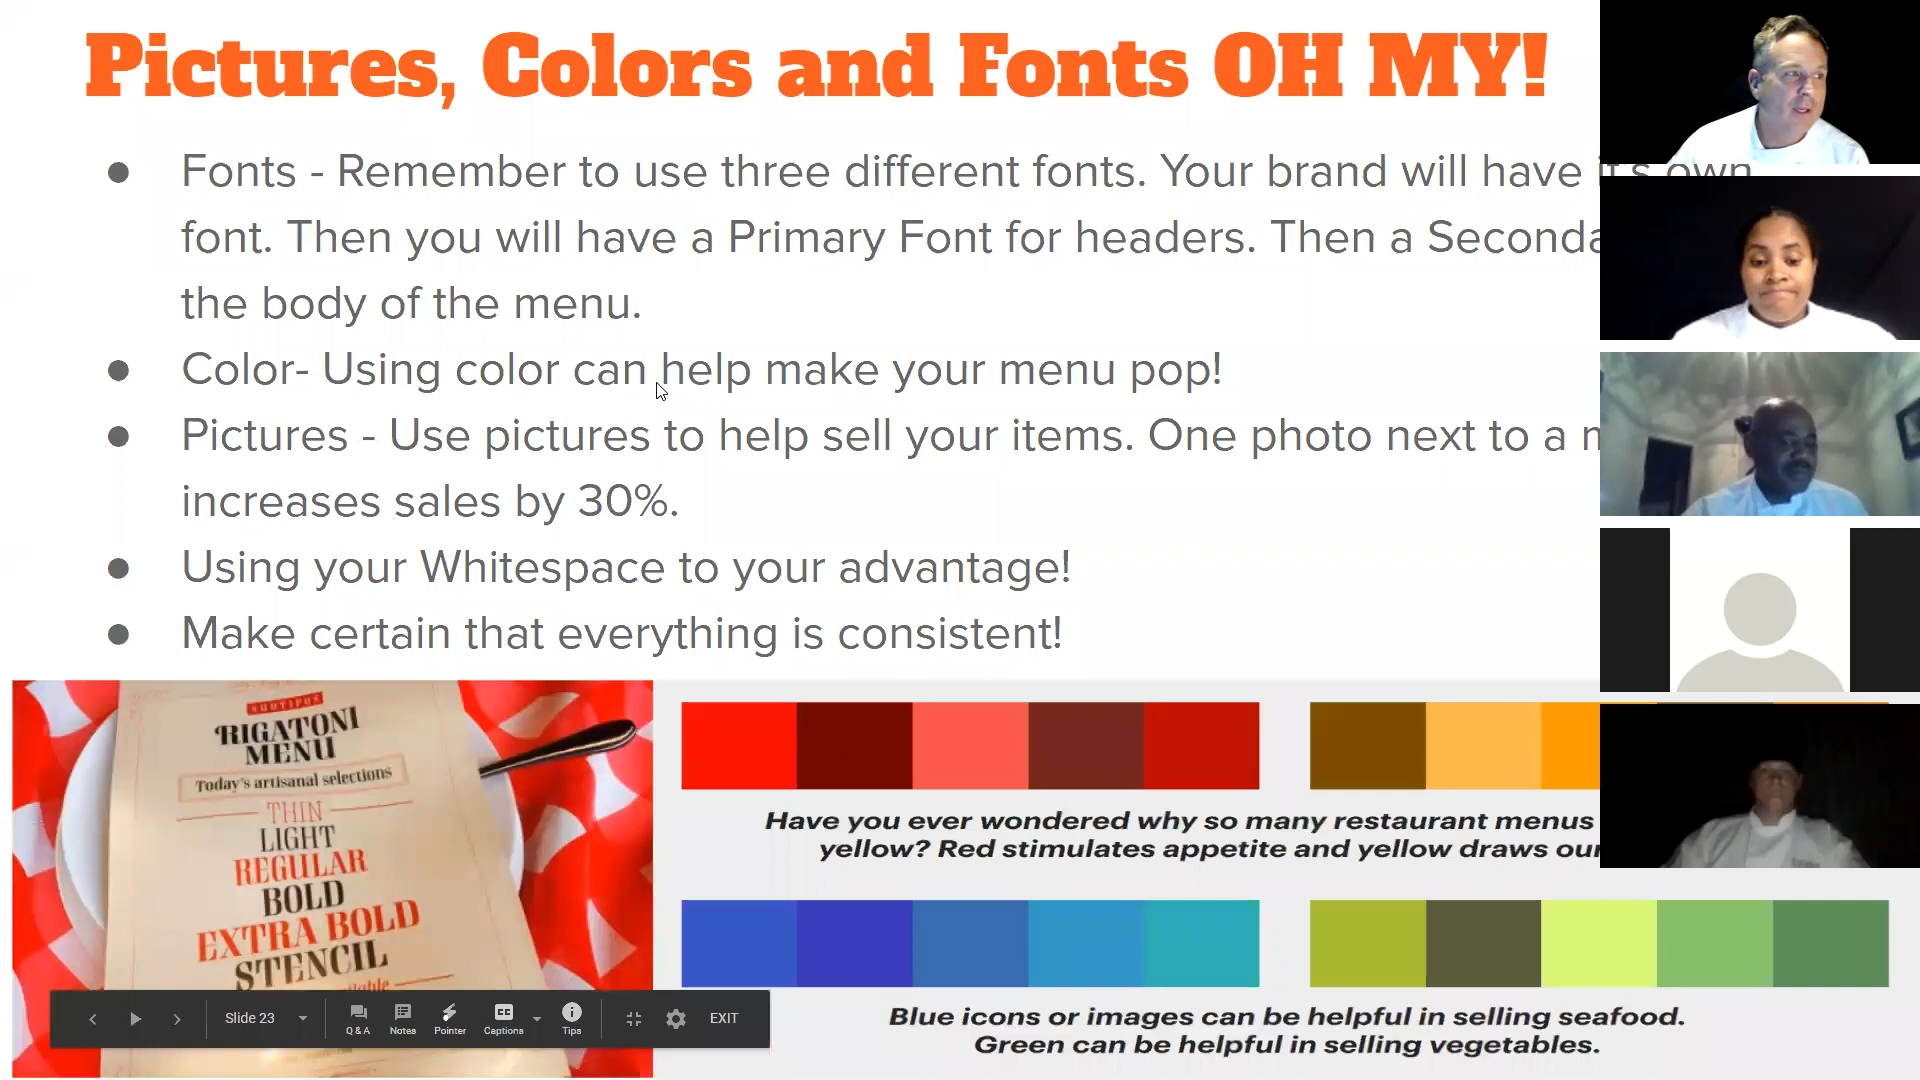 Pictures, Colors and Fonts OH MY!
Fonts - Remember to use three different fonts. Your brand will have it's own
font. Then you will have a Primary Font for headers. Then a
the body of the menu.
Color- Using color can help make your menu pop!
Pictures - Use pictures to help sell your items. One photo next to a
increases sales by 30%.
Using your Whitespace to your advantage!
Make certain that everything is consistent!
SUDTIPOS
RIGATONI
MENU
Today's artisanal selections
THIN
LIGHT
REGULAR
BOLD
EXTRA BOLD
STENCIL
Have you ever wondered why so many restaurant menus
yellow? Red stimulates appetite and yellow draws our
Blue icons or images can be helpful in selling seafood.
Green can be helpful in selling vegetables.
Slide 23
Q & A
Notes
Pointer
Captions
CC
Tips
EXIT